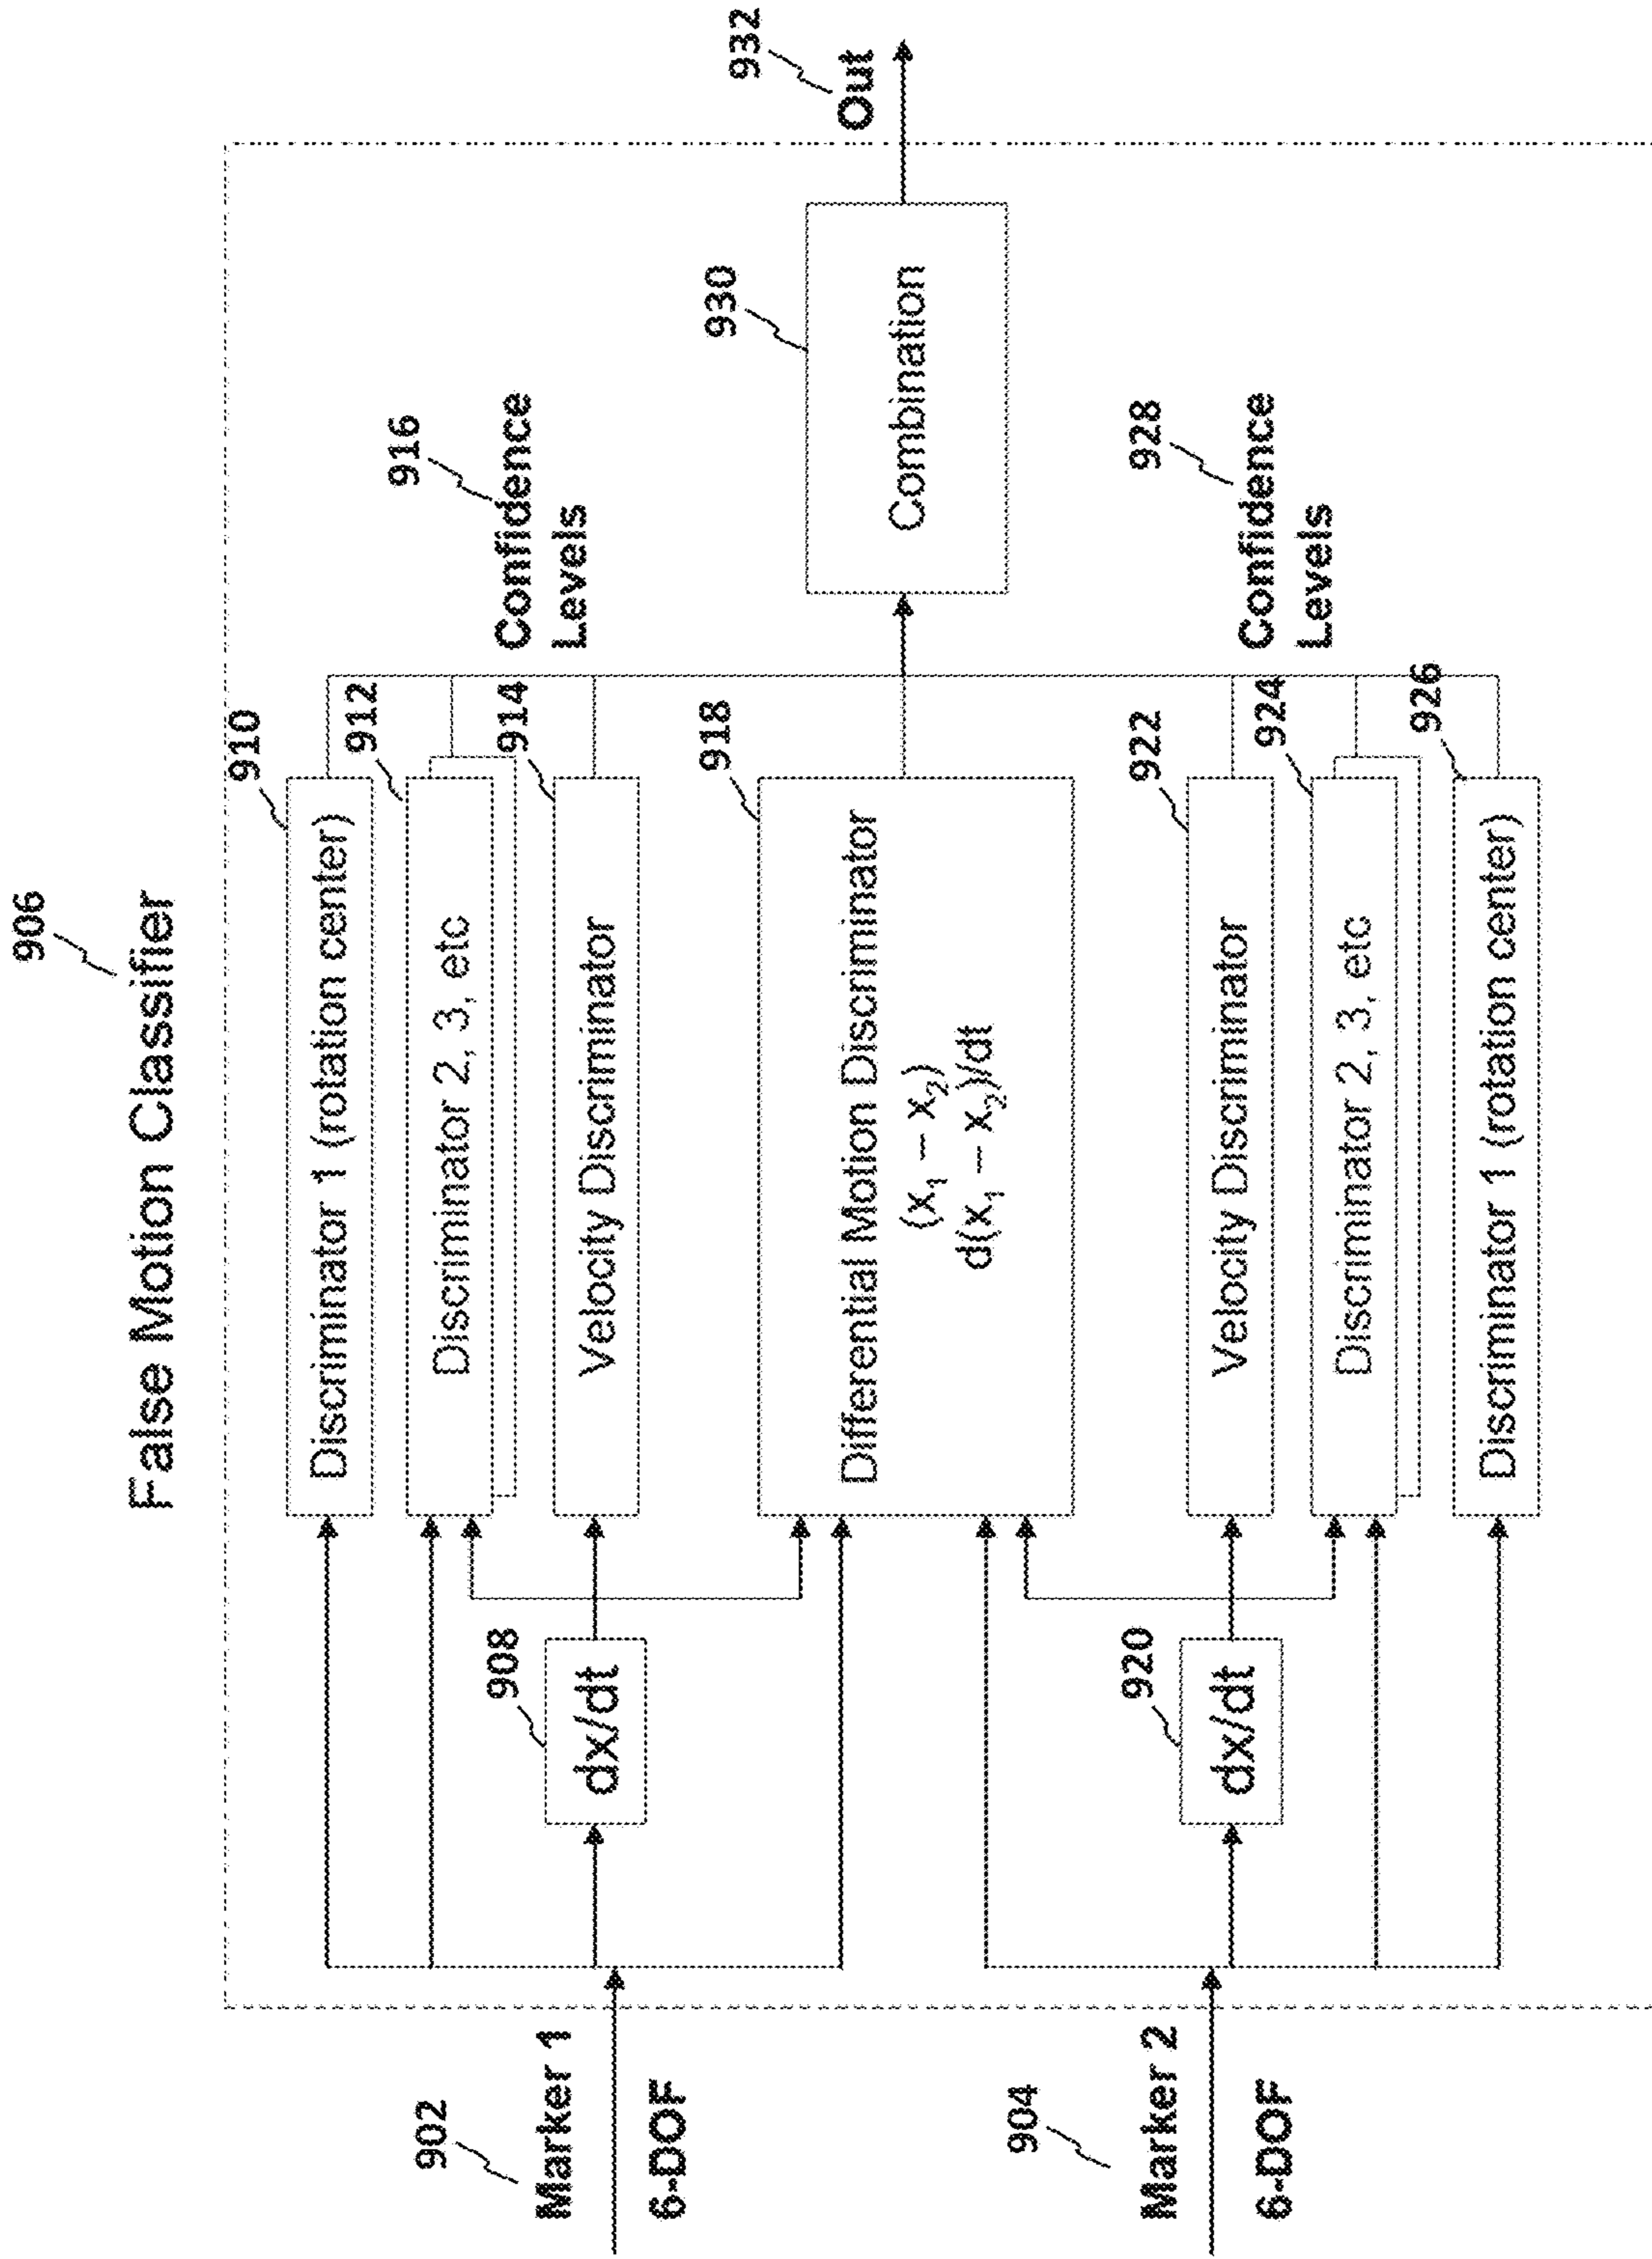 906
False Motion Classifier
902
Marker 1
6-DOF
904
Marker 2
6-DOF
908
dx/dt
920
dx/dt
910
Discriminator 1 (rotation center)
912
Discriminator 2, 3, etc
914
Velocity Discriminator
918
Differential Motion Discriminator
(x₁ – x₂)
d(x₁ – x₂)/dt
922
Velocity Discriminator
924
Discriminator 2, 3, etc
926
Discriminator 1 (rotation center)
916
Confidence
Levels
928
Confidence
Levels
930
Combination
932
Out